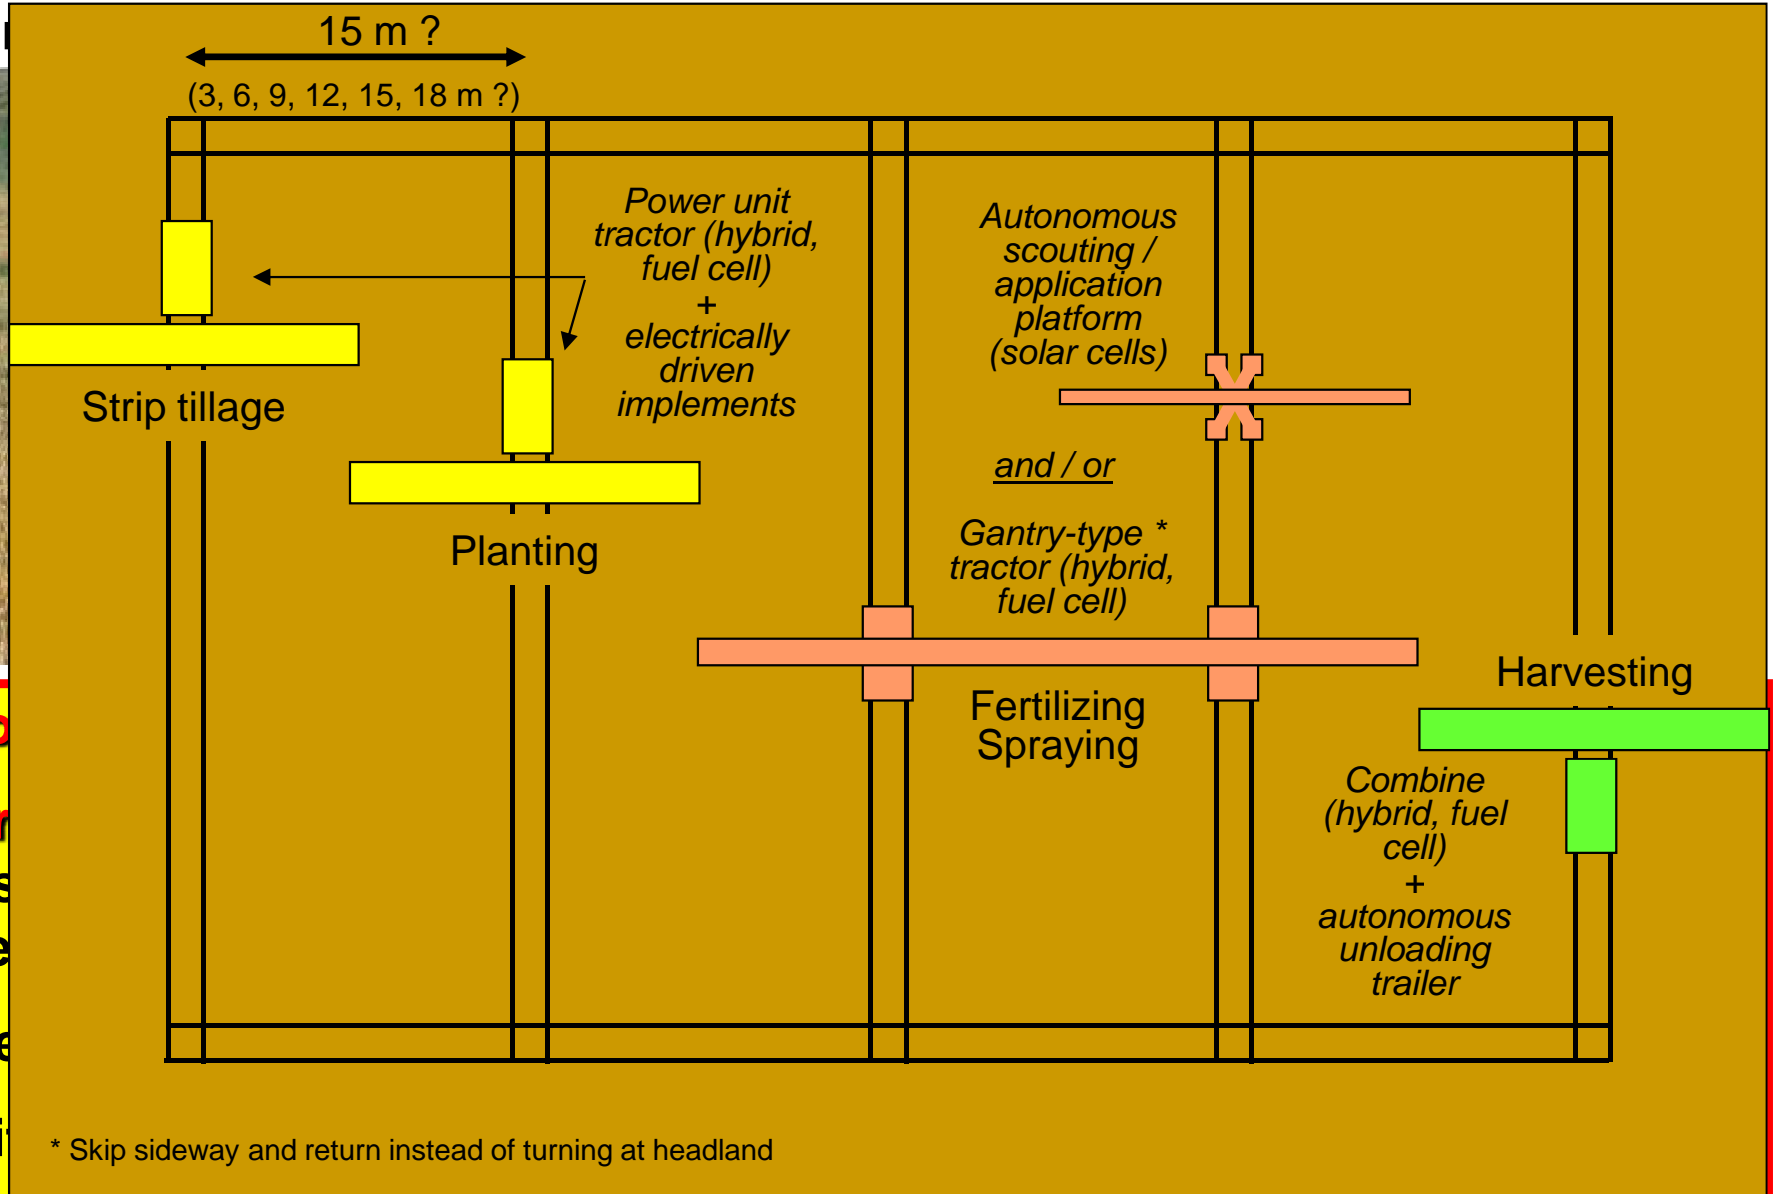 15 m ?
(3, 6, 9, 12, 15, 18 m ?)
Power unit
tractor (hybrid,
fuel cell)
+
electrically
driven
implements
Autonomous
scouting /
application
platform
(solar cells)
Strip tillage
and / or
Planting
Gantry-type *
tractor (hybrid,
fuel cell)
Harvesting
Fertilizing
Spraying
Combine
(hybrid, fuel
cell)
+
autonomous
unloading
trailer
* Skip sideway and return instead of turning at headland